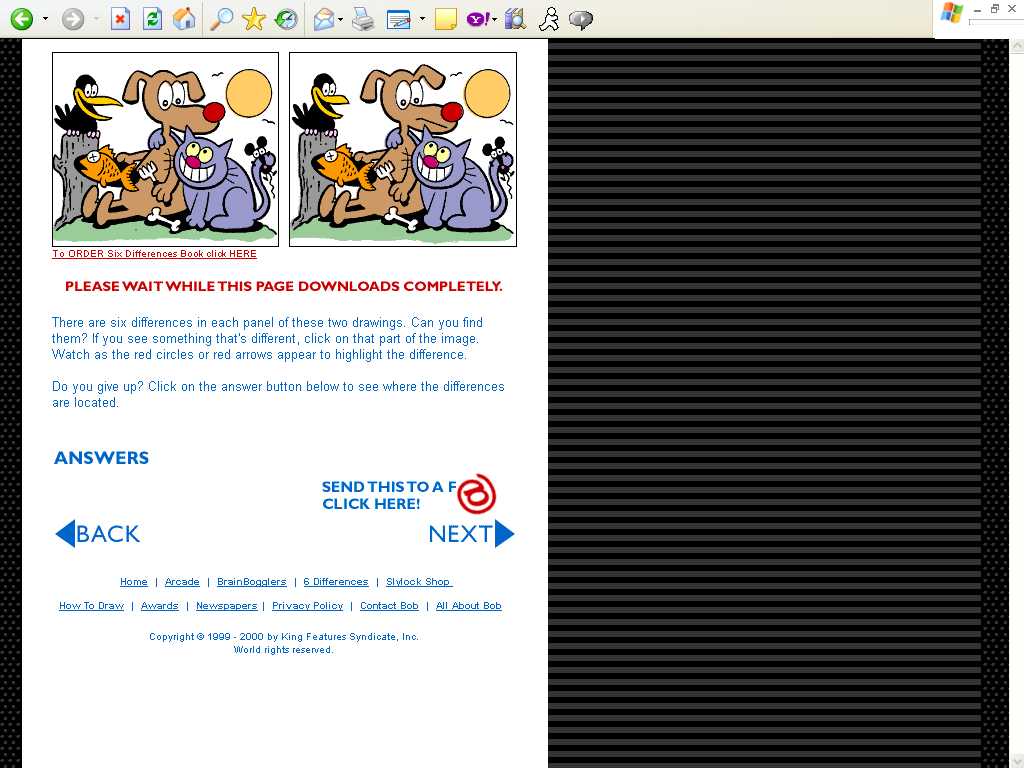 Y!
To ORDER Six Differences Book click HERE
PLEASE WAIT WHILE THIS PAGE DOWNLOADS COMPLETELY.
There are six differences in each panel of these two drawings. Can you find
them? If you see something that's different, click on that part of the image.
Watch as the red circles or red arrows appear to highlight the difference.
Do you give up? Click on the answer button below to see where the differences
are located.
ANSWERS
SEND THIS TO A F
CLICK HERE!
BACK
NEXT
Home | Arcade | BrainBogglers | 6 Differences | Slylock Shop
How To Draw | Awards | Newspapers | Privacy Policy | Contact Bob | All About Bob
Copyright © 1999 - 2000 by King Features Syndicate, Inc.
World rights reserved.